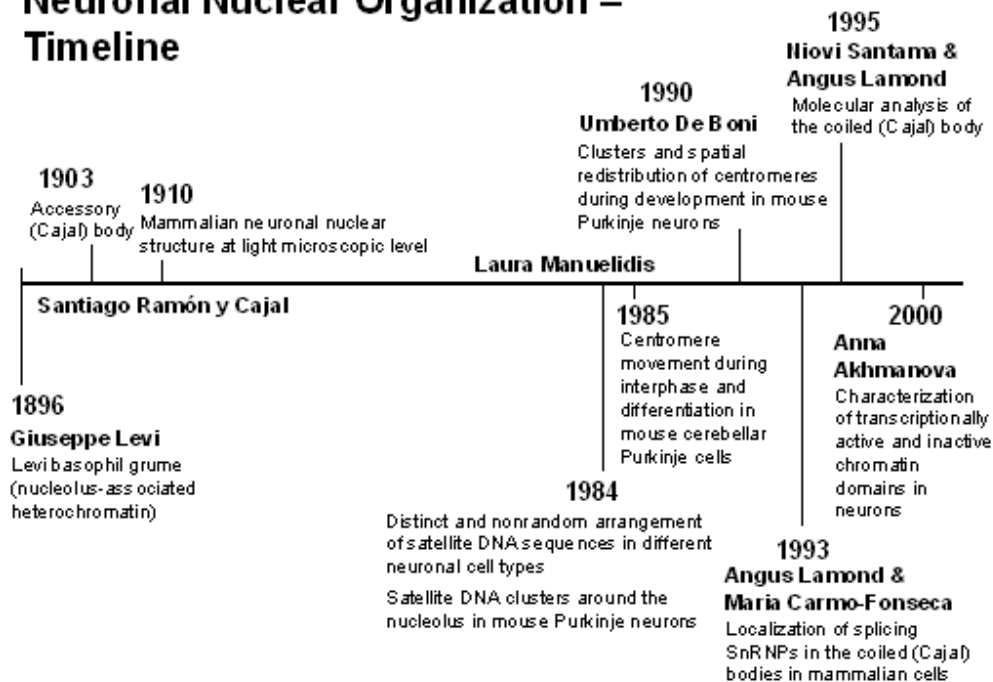 Neuronal Nuclear Organization –
Timeline
1903
Accessory
(Cajal) body
1910
Mammalian neuronal nuclear
structure at light microscopic level
Santiago Ramón y Cajal
1896
Giuseppe Levi
Levi basophil grume
(nucleolus-associated
heterochromatin)
Laura Manuelidis
1984
Distinct and nonrandom arrangement
of satellite DNA sequences in different
neuronal cell types
Satellite DNA clusters around the
nucleolus in mouse Purkinje neurons
1985
Centromere
movement during
interphase and
differentiation in
mouse cerebellar
Purkinje cells
1990
Umberto De Boni
Clusters and spatial
redistribution of centromeres
during development in mouse
Purkinje neurons
1993
Angus Lamond &
Maria Carmo-Fonseca
Localization of splicing
SnRNPs in the coiled (Cajal)
bodies in mammalian cells
1995
Niovi Santama &
Angus Lamond
Molecular analysis of
the coiled (Cajal) body
2000
Anna
Akhmanova
Characterization
of transcriptionally
active and inactive
chromatin
domains in
neurons